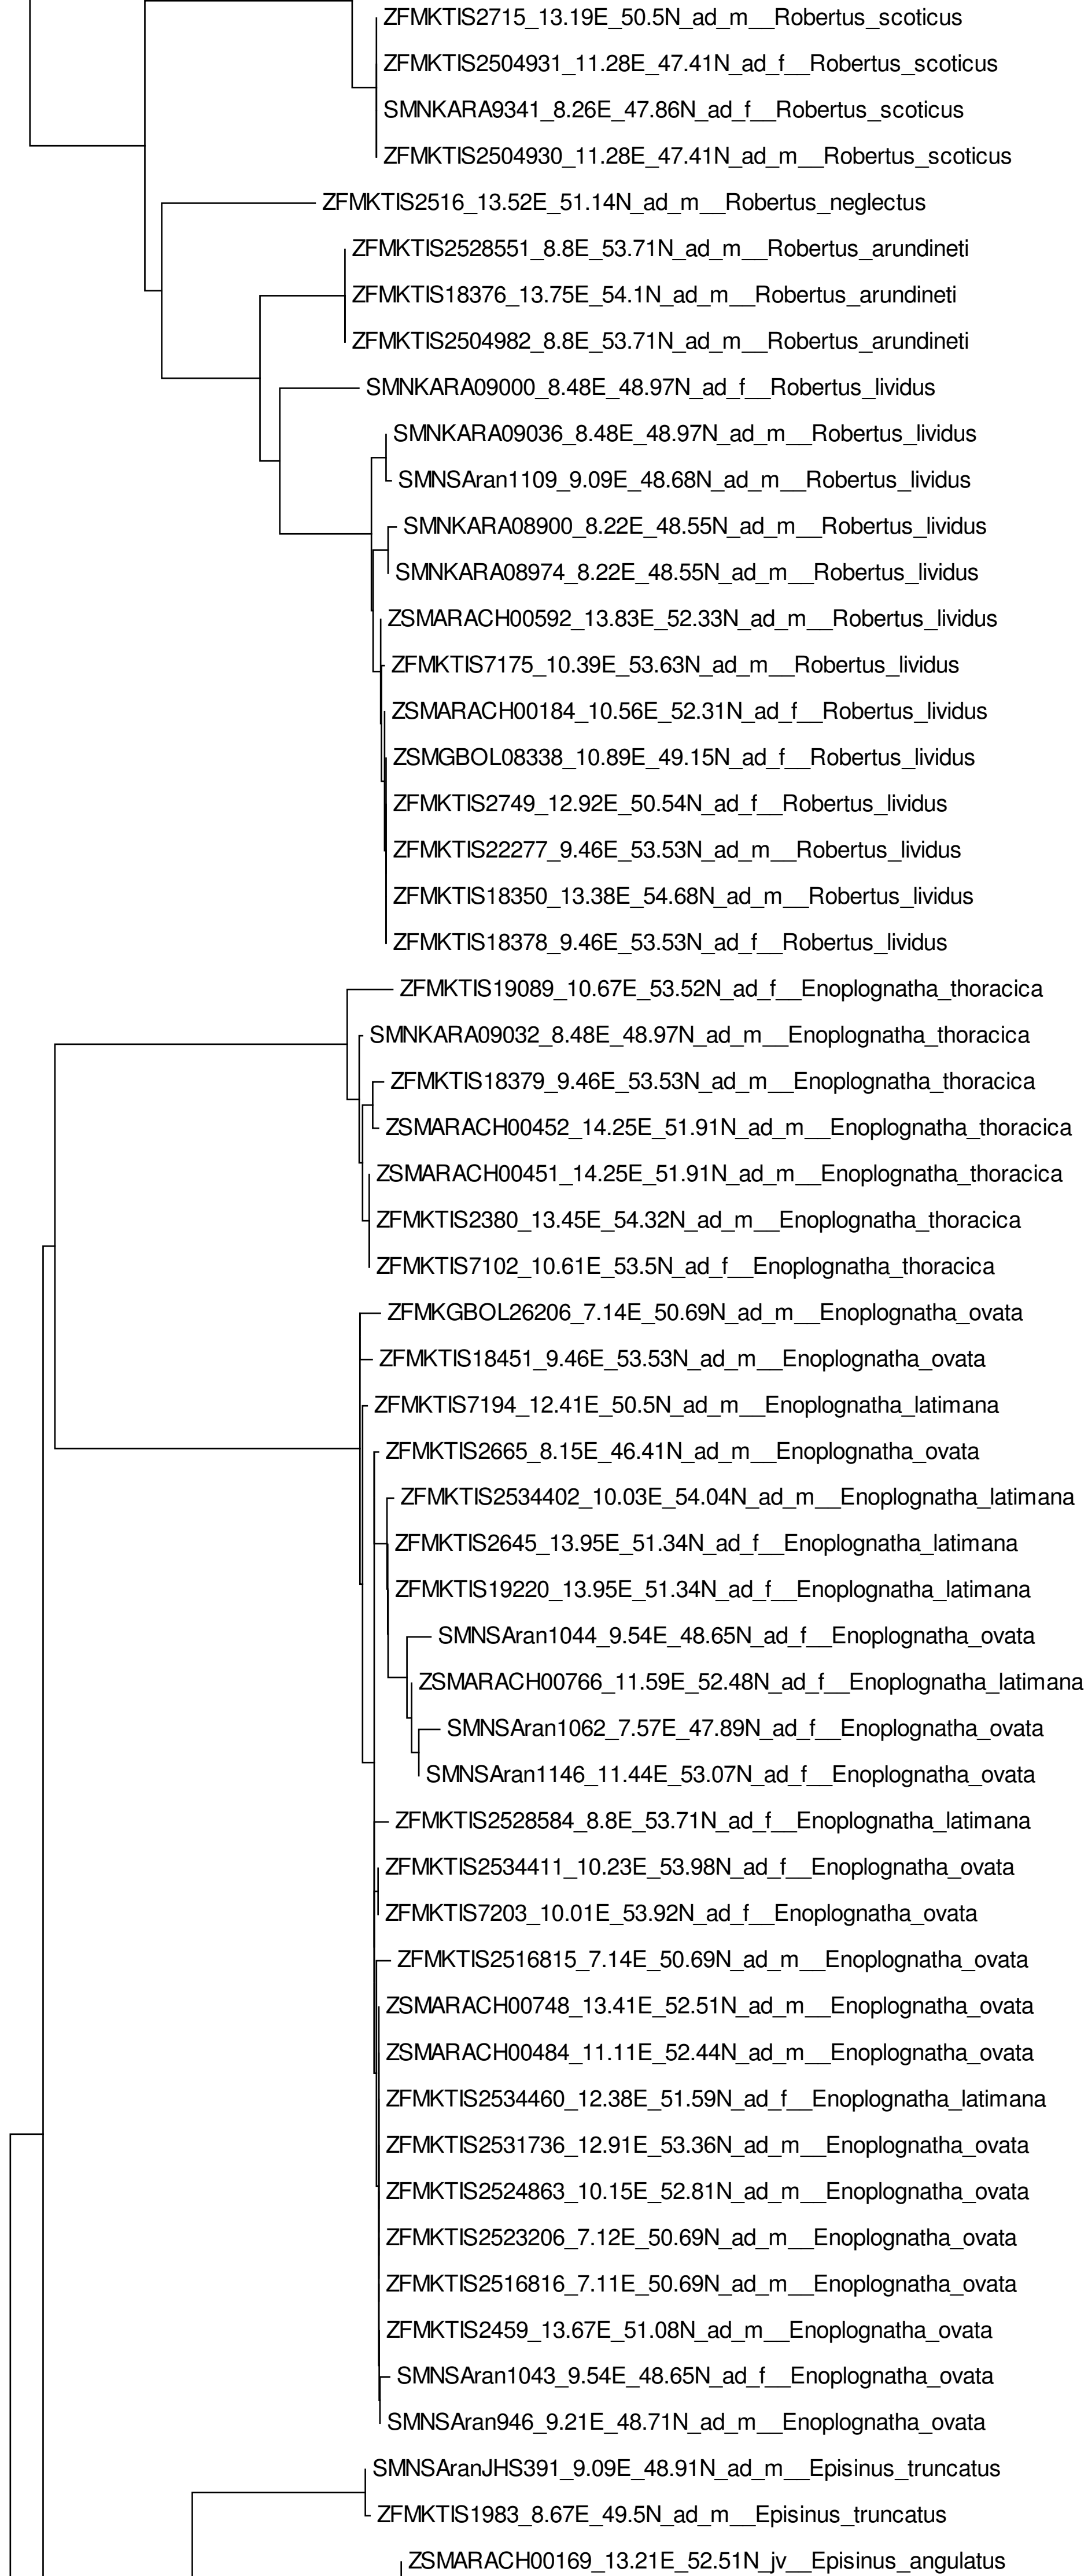 ZFMKTIS2715_13.19E_50.5N_ad_m__Robertus_scoticus
ZFMKTIS2504931_11.28E_47.41N_ad_f__Robertus_scoticus
SMNKARA9341_8.26E_47.86N_ad_f__Robertus_scoticus
ZFMKTIS2504930_11.28E_47.41N_ad_m__Robertus_scoticus
ZFMKTIS2516_13.52E_51.14N_ad_m__Robertus_neglectus
ZFMKTIS2528551_8.8E_53.71N_ad_m__Robertus_arundineti
ZFMKTIS18376_13.75E_54.1N_ad_m__Robertus_arundineti
ZFMKTIS2504982_8.8E_53.71N_ad_m__Robertus_arundineti
SMNKARA09000_8.48E_48.97N_ad_f__Robertus_lividus
SMNKARA09036_8.48E_48.97N_ad_m__Robertus_lividus
SMNSAran1109_9.09E_48.68N_ad_m__Robertus_lividus
SMNKARA08900_8.22E_48.55N_ad_m__Robertus_lividus
SMNKARA08974_8.22E_48.55N_ad_m__Robertus_lividus
ZSMARACH00592_13.83E_52.33N_ad_m__Robertus_lividus
ZFMKTIS7175_10.39E_53.63N_ad_m__Robertus_lividus
ZSMARACH00184_10.56E_52.31N_ad_f__Robertus_lividus
ZSMGBOL08338_10.89E_49.15N_ad_f__Robertus_lividus
ZFMKTIS2749_12.92E_50.54N_ad_f__Robertus_lividus
ZFMKTIS22277_9.46E_53.53N_ad_m__Robertus_lividus
ZFMKTIS18350_13.38E_54.68N_ad_m__Robertus_lividus
ZFMKTIS18378_9.46E_53.53N_ad_f__Robertus_lividus
ZFMKTIS19089_10.67E_53.52N_ad_f__Enoplognatha_thoracica
SMNKARA09032_8.48E_48.97N_ad_m__Enoplognatha_thoracica
ZFMKTIS18379_9.46E_53.53N_ad_m__Enoplognatha_thoracica
ZSMARACH00452_14.25E_51.91N_ad_m__Enoplognatha_thoracica
ZSMARACH00451_14.25E_51.91N_ad_m__Enoplognatha_thoracica
ZFMKTIS2380_13.45E_54.32N_ad_m__Enoplognatha_thoracica
ZFMKTIS7102_10.61E_53.5N_ad_f__Enoplognatha_thoracica
ZFMKGBOL26206_7.14E_50.69N_ad_m__Enoplognatha_ovata
ZFMKTIS18451_9.46E_53.53N_ad_m__Enoplognatha_ovata
ZFMKTIS7194_12.41E_50.5N_ad_m__Enoplognatha_latimana
ZFMKTIS2665_8.15E_46.41N_ad_m__Enoplognatha_ovata
ZFMKTIS2534402_10.03E_54.04N_ad_m__Enoplognatha_latimana
ZFMKTIS2645_13.95E_51.34N_ad_f__Enoplognatha_latimana
ZFMKTIS19220_13.95E_51.34N_ad_f__Enoplognatha_latimana
SMNSAran1044_9.54E_48.65N_ad_f__Enoplognatha_ovata
ZSMARACH00766_11.59E_52.48N_ad_f__Enoplognatha_latimana
SMNSAran1062_7.57E_47.89N_ad_f__Enoplognatha_ovata
SMNSAran1146_11.44E_53.07N_ad_f__Enoplognatha_ovata
ZFMKTIS2528584_8.8E_53.71N_ad_f__Enoplognatha_latimana
ZFMKTIS2534411_10.23E_53.98N_ad_f__Enoplognatha_ovata
ZFMKTIS7203_10.01E_53.92N_ad_f__Enoplognatha_ovata
ZFMKTIS2516815_7.14E_50.69N_ad_m__Enoplognatha_ovata
ZSMARACH00748_13.41E_52.51N_ad_m__Enoplognatha_ovata
ZSMARACH00484_11.11E_52.44N_ad_m__Enoplognatha_ovata
ZFMKTIS2534460_12.38E_51.59N_ad_f__Enoplognatha_latimana
ZFMKTIS2531736_12.91E_53.36N_ad_m__Enoplognatha_ovata
ZFMKTIS2524863_10.15E_52.81N_ad_m__Enoplognatha_ovata
ZFMKTIS2523206_7.12E_50.69N_ad_m__Enoplognatha_ovata
ZFMKTIS2516816_7.11E_50.69N_ad_m__Enoplognatha_ovata
ZFMKTIS2459_13.67E_51.08N_ad_m__Enoplognatha_ovata
SMNSAran1043_9.54E_48.65N_ad_f__Enoplognatha_ovata
SMNSAran946_9.21E_48.71N_ad_m__Enoplognatha_ovata
SMNSAranJHS391_9.09E_48.91N_ad_m__Episinus_truncatus
ZFMKTIS1983_8.67E_49.5N_ad_m__Episinus_truncatus
ZSMARACH00169_13.21E_52.51N_jv__Episinus_angulatus